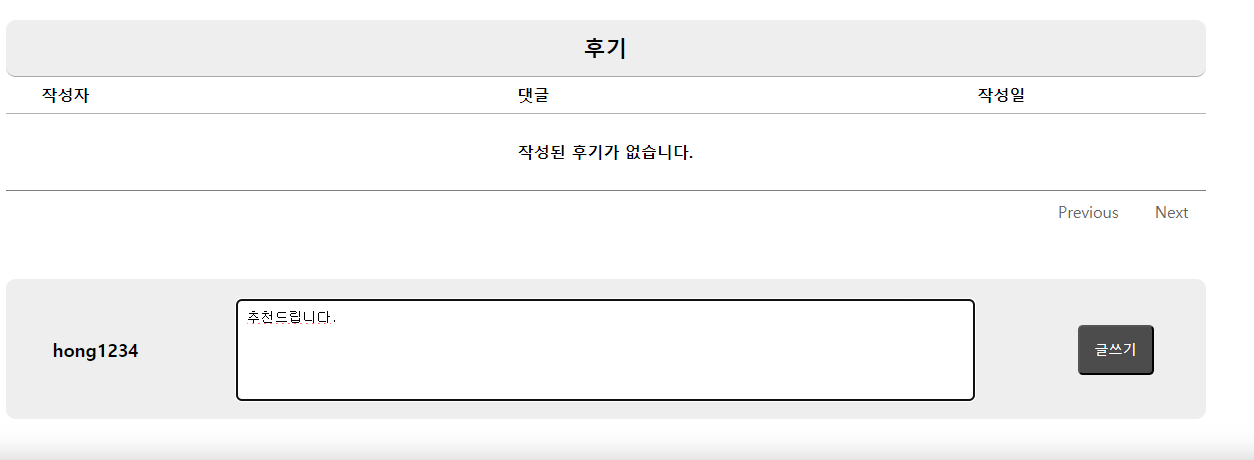 후기
작성자 댓글 작성일
작성된 후기가 없습니다.
Previous Next
추천드립니다.
hong1234
글쓰기